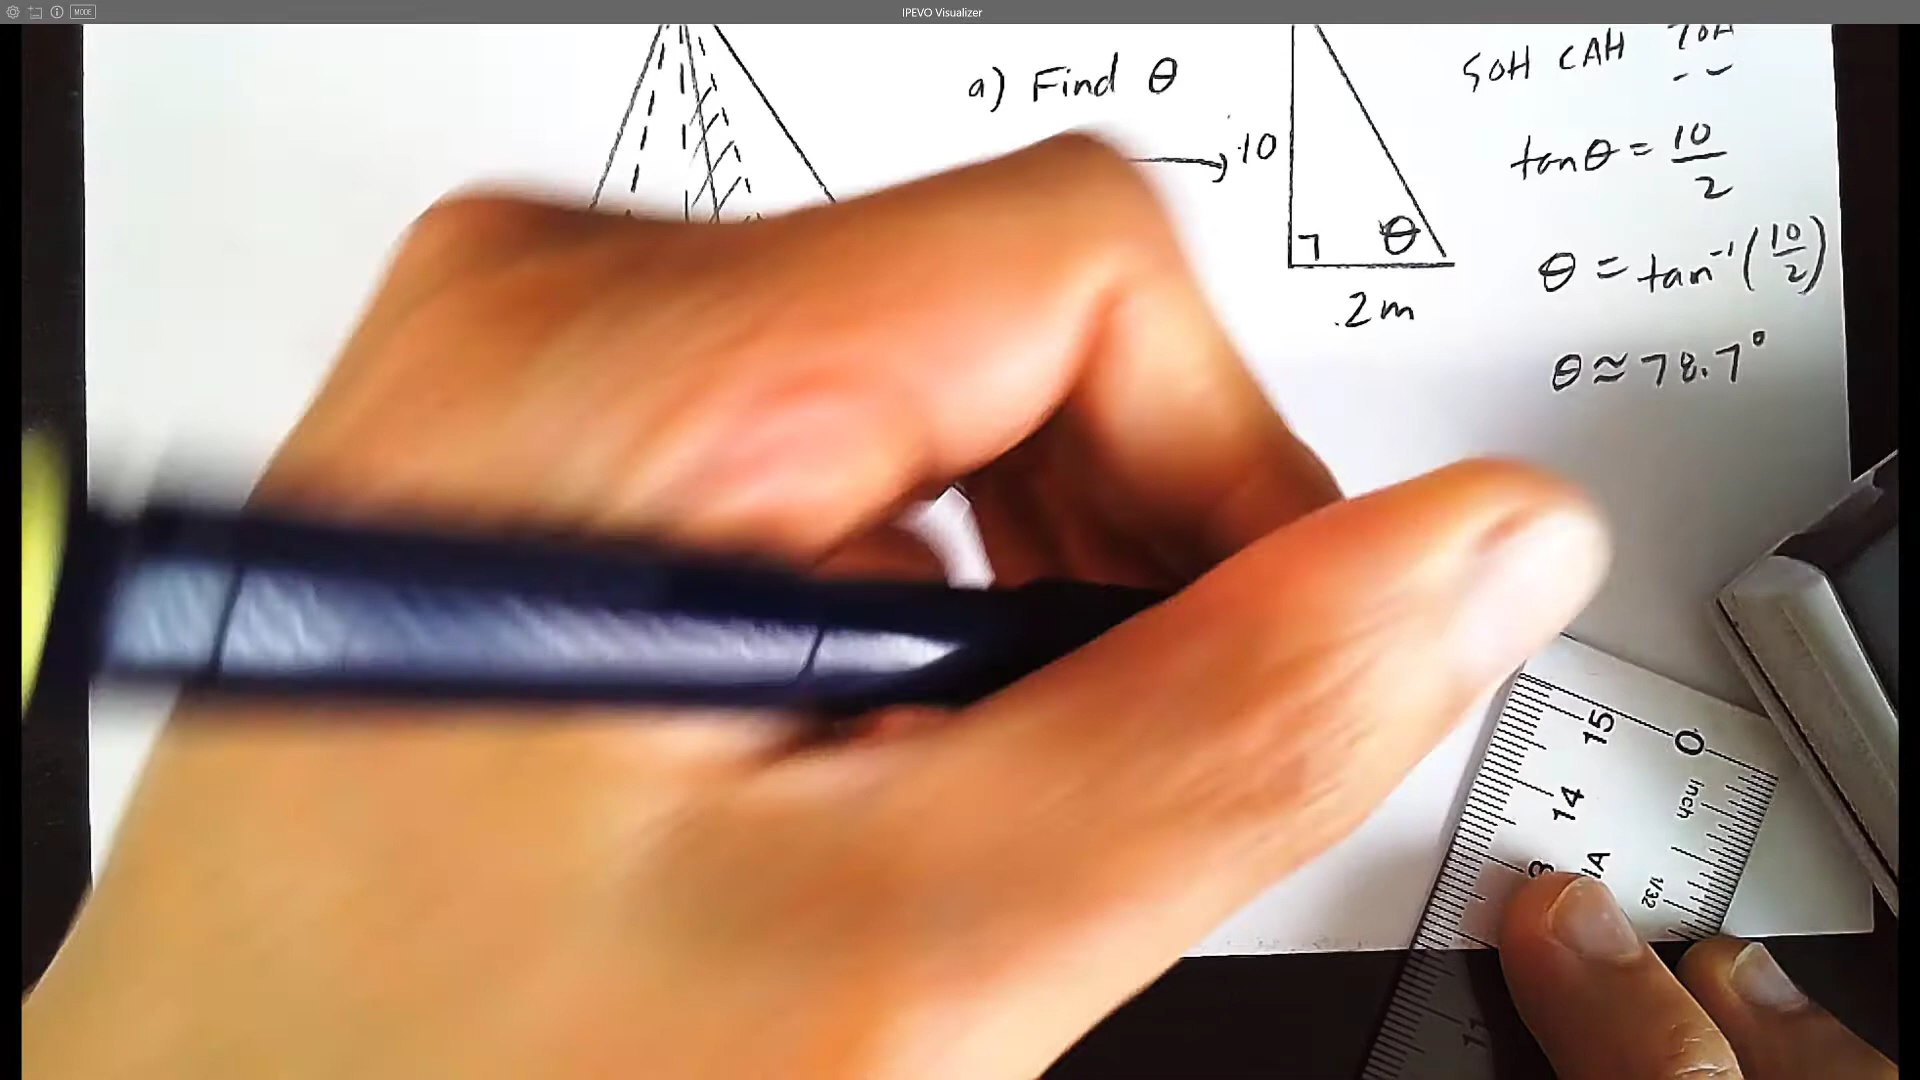 MODE
IPEVO Visualizer
a) Find θ
10
θ
.2m
SOH CAH TOA
tanθ = 10/2
θ = tan⁻¹(10/2)
θ ≈ 78.7°
15
0
14
inch
1/32